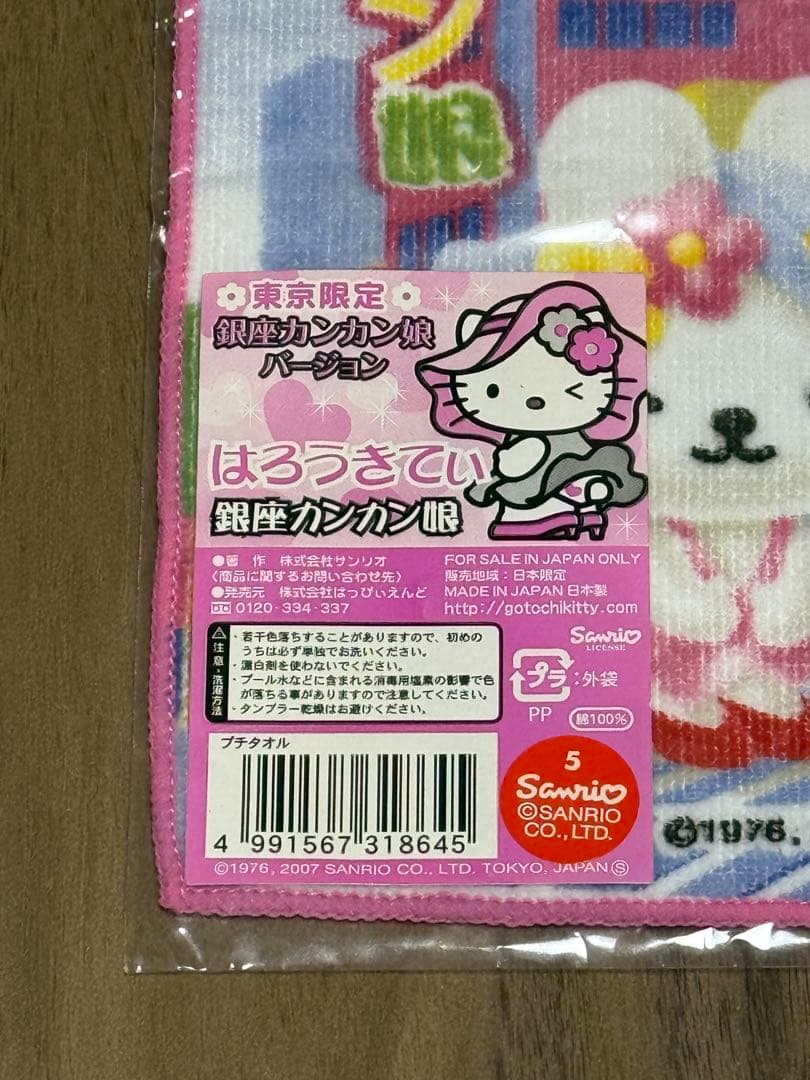 ン娘
東京限定
銀座カンカン娘
バージョン
はろうきてぃ
銀座カンカン娘
●著作 株式会社サンリオ
〈商品に関するお問い合わせ先〉
●発売元 株式会社はっぴぃえんど
0120-334-337
FOR SALE IN JAPAN ONLY
販売地域:日本限定
MADE IN JAPAN 日本製
http://gotochikitty.com
注意・洗濯方法
・若干色落ちすることがありますので、初めの
うちは必ず単独でお洗いください。
・漂白剤を使わないでください。
・プール水などに含まれる消毒用塩素の影響で色
が落ちる事がありますので注意してください。
・タンブラー乾燥はお避けください。
Sanrio
LICENSE
プラ:外袋
PP
綿100%
プチタオル
4 991567 318645
5
Sanrio
©SANRIO
CO.,LTD.
©1976, 2007 SANRIO CO., LTD. TOKYO, JAPAN Ⓢ
©1976,